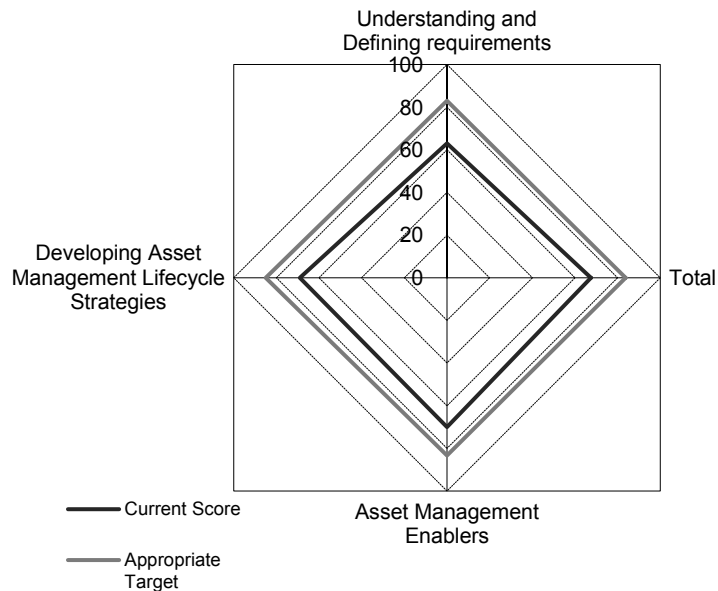 Understanding and
Defining requirements
100
80
60
40
20
0
Developing Asset
Management Lifecycle
Strategies
Total
Asset Management
Enablers
Current Score
Appropriate
Target